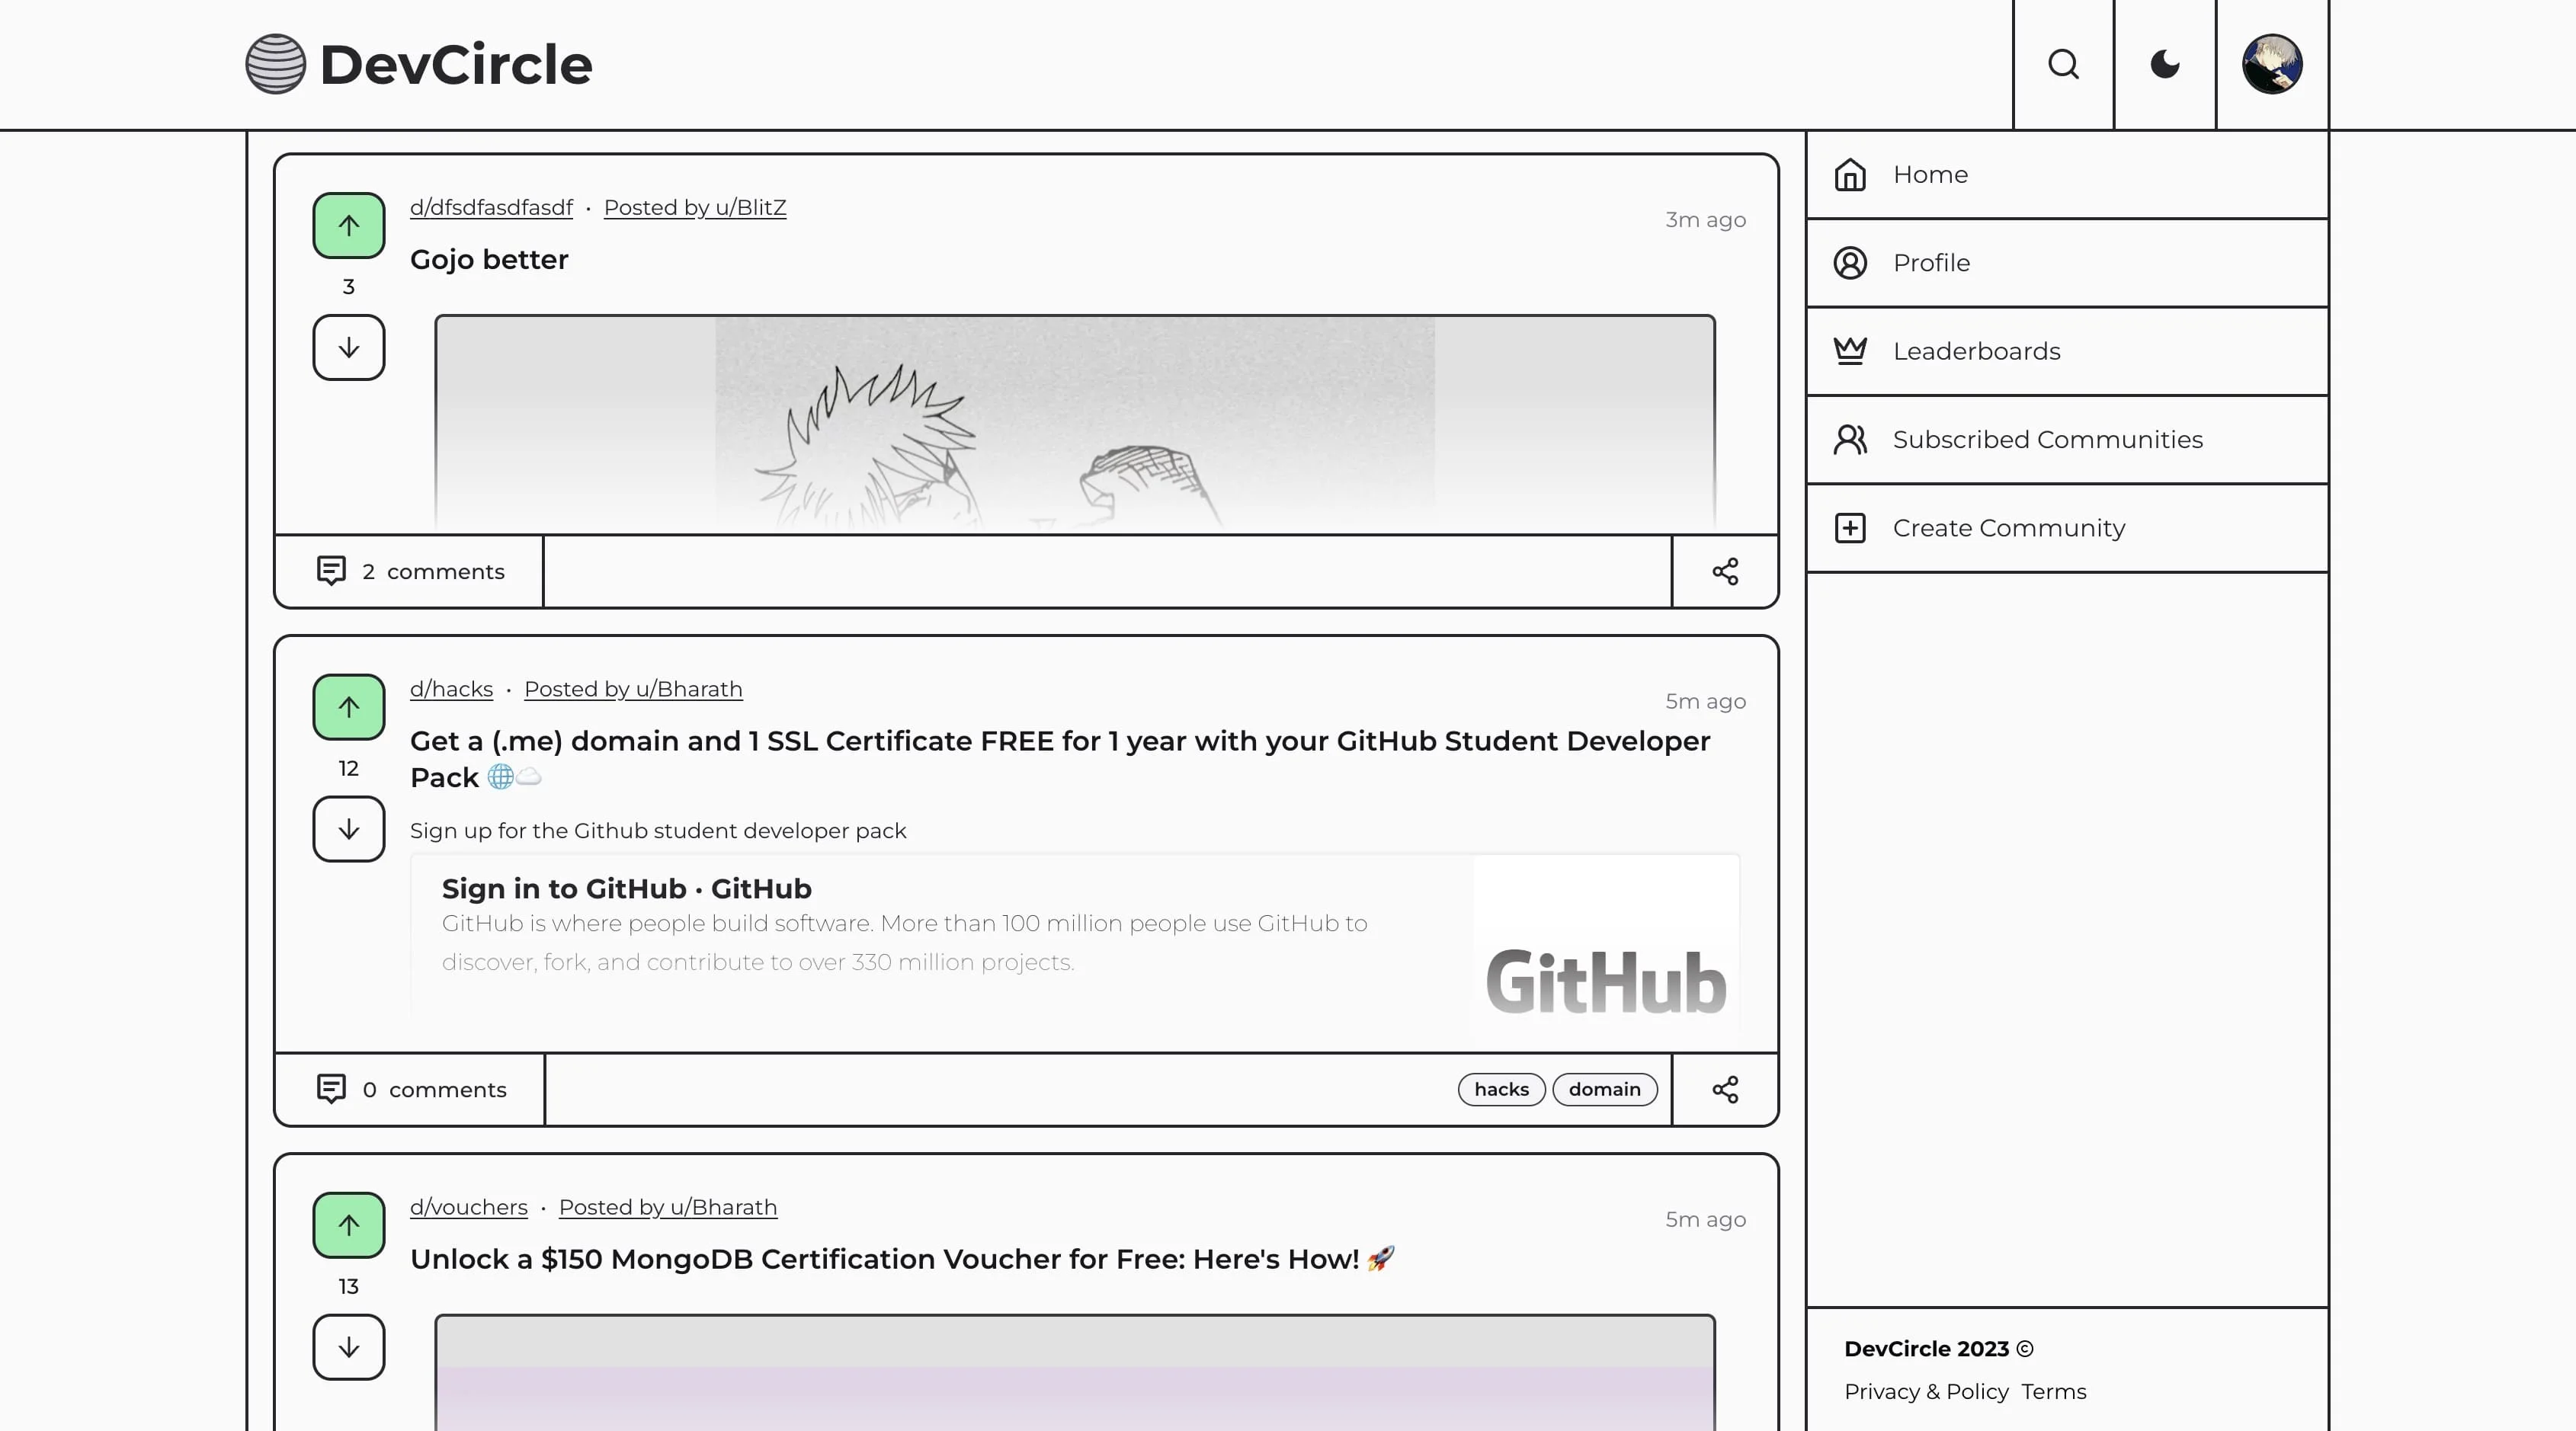 DevCircle
d/dfsdfasdfasdf · Posted by u/BlitZ
3m ago
Gojo better
3
2 comments
d/hacks · Posted by u/Bharath
5m ago
Get a (.me) domain and 1 SSL Certificate FREE for 1 year with your GitHub Student Developer
Pack 🌐☁️
12
Sign up for the Github student developer pack
Sign in to GitHub · GitHub
GitHub is where people build software. More than 100 million people use GitHub to
discover, fork, and contribute to over 330 million projects.
GitHub
0 comments
hacks domain
d/vouchers · Posted by u/Bharath
5m ago
Unlock a $150 MongoDB Certification Voucher for Free: Here's How! 🚀
13
Home
Profile
Leaderboards
Subscribed Communities
Create Community
DevCircle 2023 ©
Privacy & Policy Terms